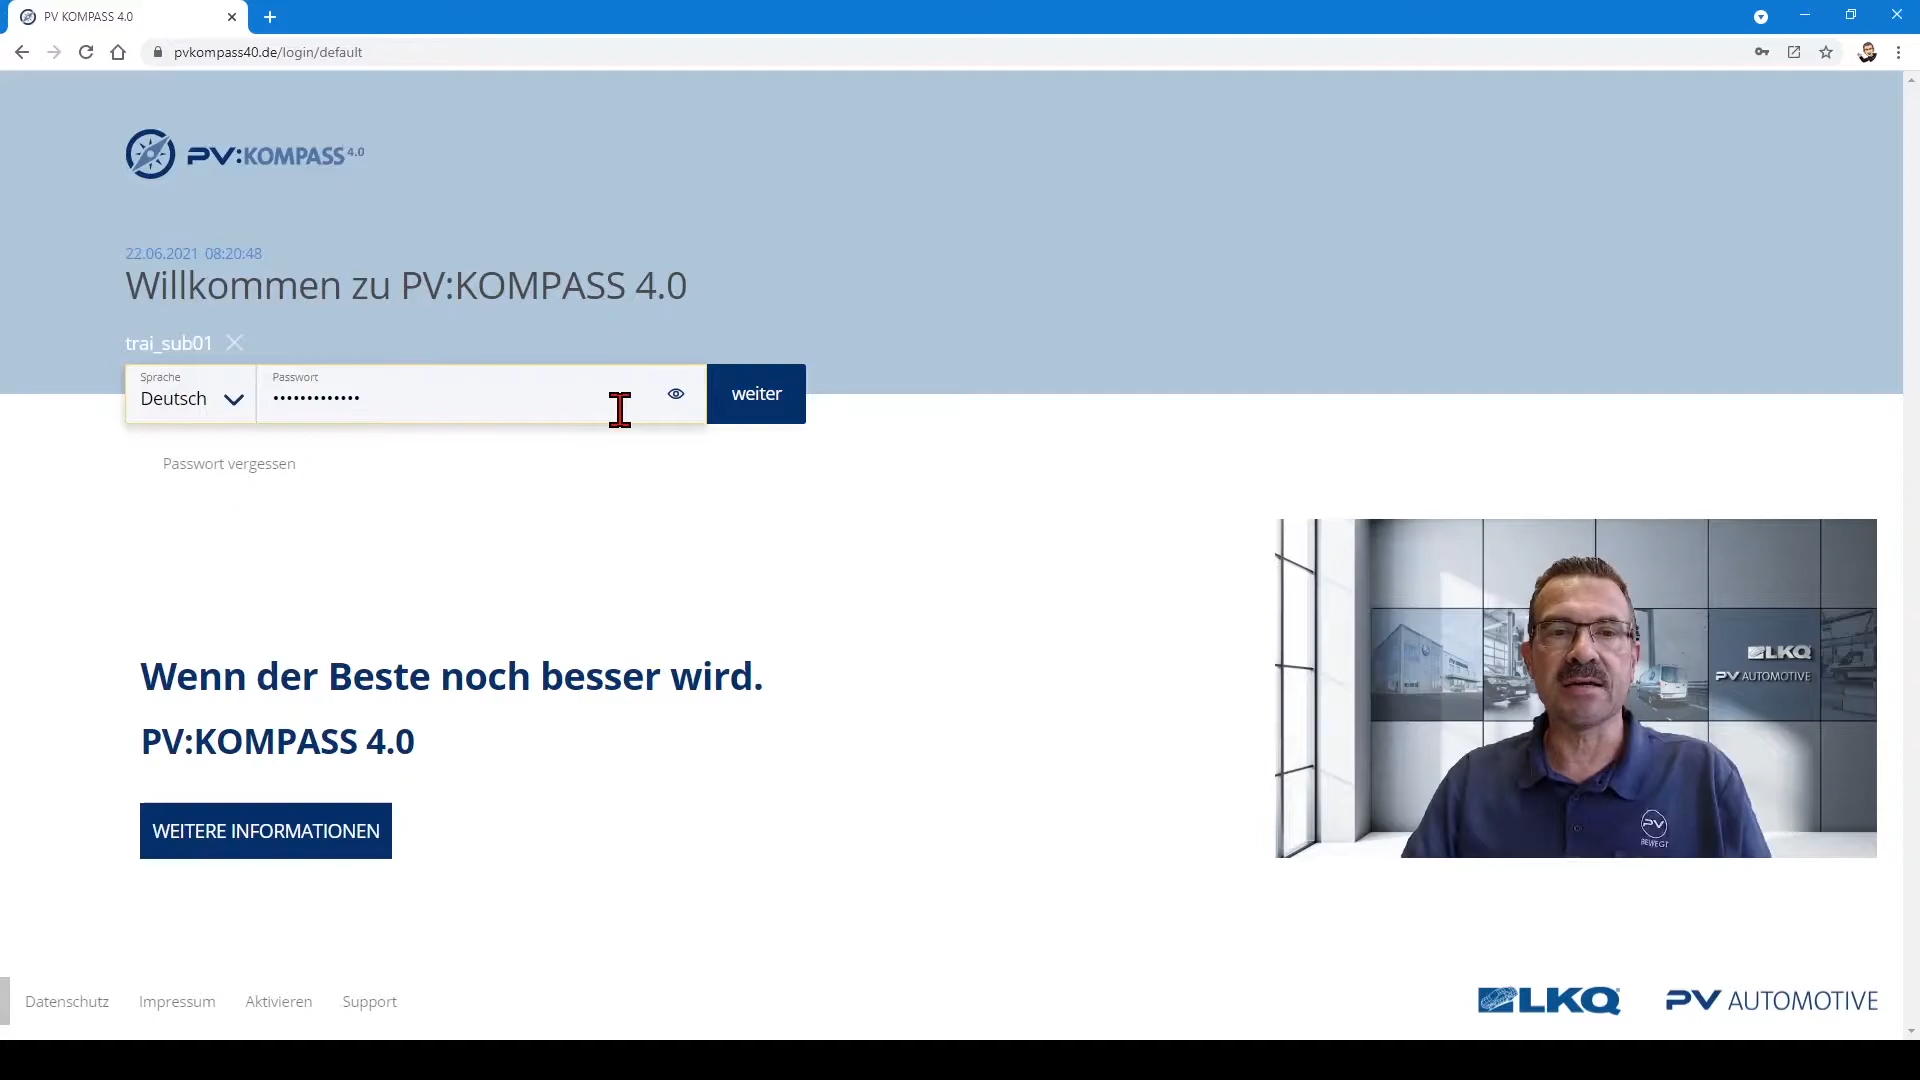 PV KOMPASS 4.0
pvkompass40.de/login/default
PV:KOMPASS 4.0
22.06.2021 08:20:48
Willkommen zu PV:KOMPASS 4.0
trai_sub01
Sprache
Passwort
Deutsch
•••••••••••••
weiter
Passwort vergessen
Wenn der Beste noch besser wird.
PV:KOMPASS 4.0
WEITERE INFORMATIONEN
LKQ
PV AUTOMOTIVE
PV
BEWEGT
Datenschutz
Impressum
Aktivieren
Support
LKQ
PV AUTOMOTIVE